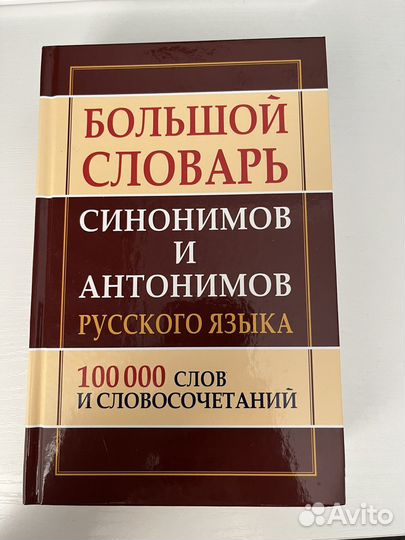 БОЛЬШОЙ
СЛОВАРЬ
СИНОНИМОВ
И
АНТОНИМОВ
РУССКОГО ЯЗЫКА
100 000 СЛОВ
И СЛОВОСОЧЕТАНИЙ
Avito